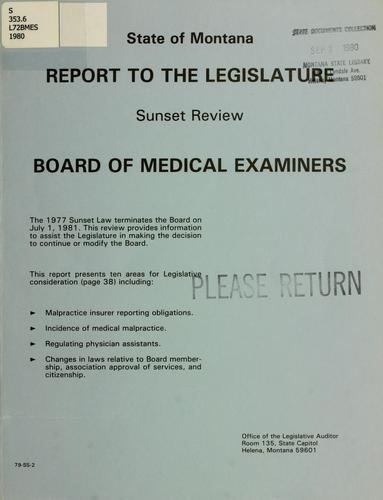 S
353.6
L72BMES
1980
STATE DOCUMENTS COLLECTION
State of Montana
1980
MONTANA STATE LIBRARY
REPORT TO THE LEGISLATURE
Ave.
Montana 59601
Sunset Review
BOARD OF MEDICAL EXAMINERS
The 1977 Sunset Law terminates the Board on
July 1, 1981. This review provides information
to assist the Legislature in making the decision
to continue or modify the Board.
This report presents ten areas for Legislative
consideration (page 38) including:
PLEASE RETURN
► Malpractice insurer reporting obligations.
► Incidence of medical malpractice.
► Regulating physician assistants.
► Changes in laws relative to Board member-
ship, association approval of services, and
citizenship.
Office of the Legislative Auditor
Room 135, State Capitol
Helena, Montana 59601
79-SS-2